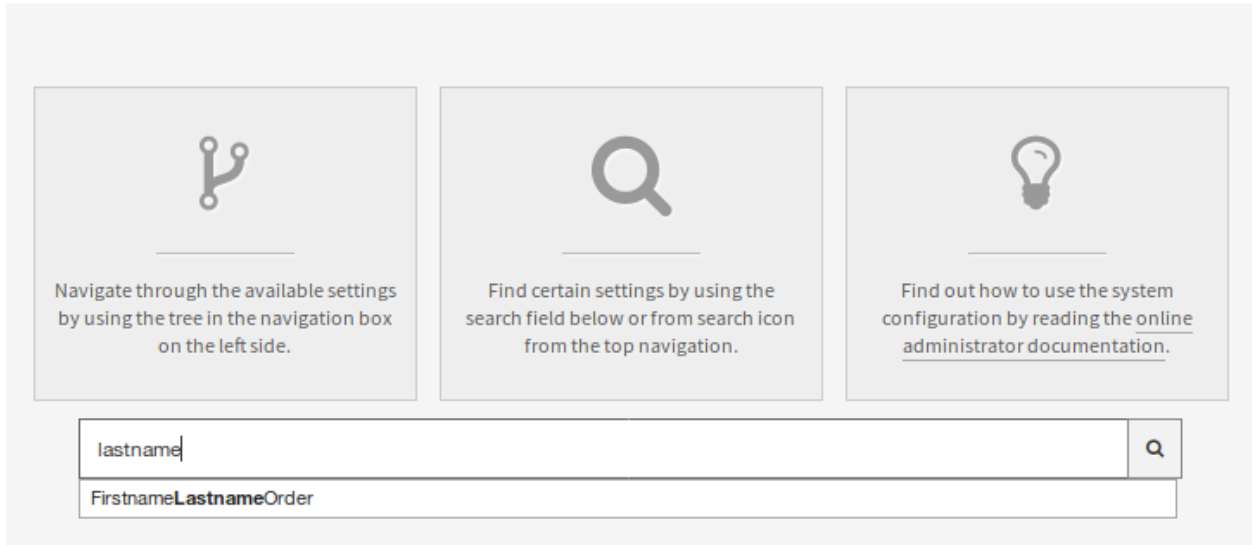 Navigate through the available settings
by using the tree in the navigation box
on the left side.
Find certain settings by using the
search field below or from search icon
from the top navigation.
Find out how to use the system
configuration by reading the online
administrator documentation.
lastname
FirstnameLastnameOrder